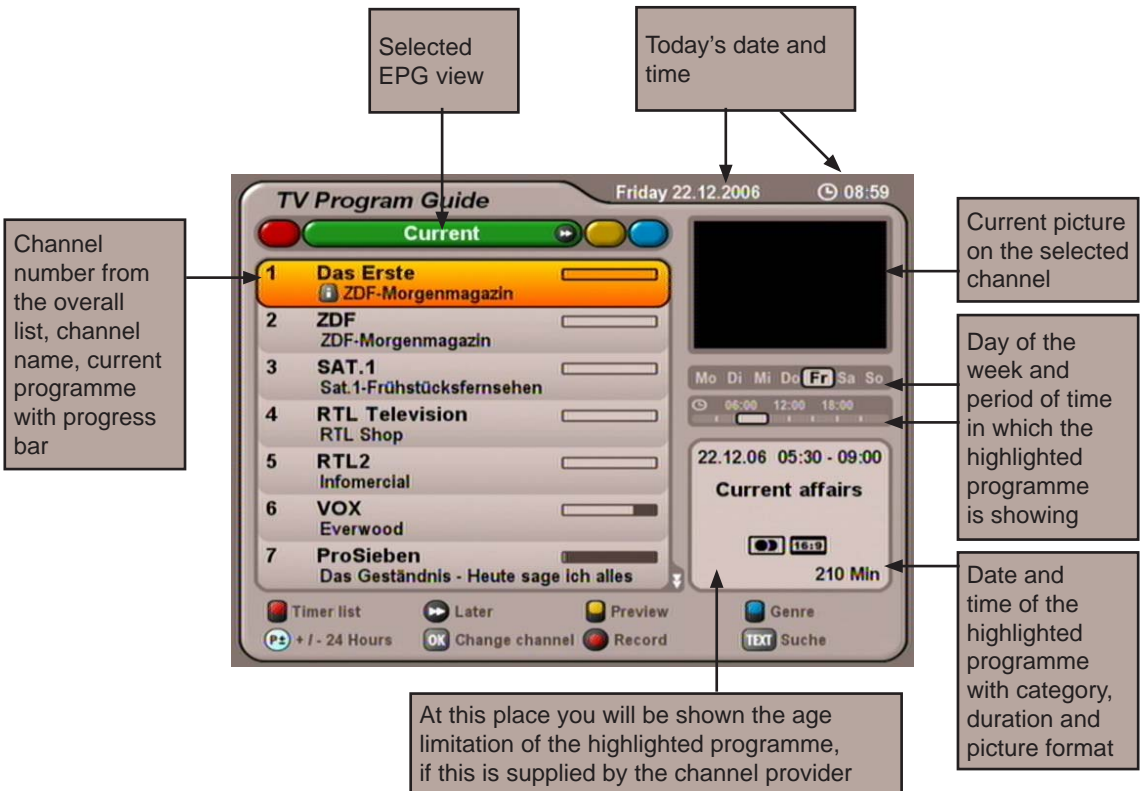 Selected
EPG view
Today's date and
time
Channel
number from
the overall
list, channel
name, current
programme
with progress
bar
TV Program Guide
Friday 22.12.2006 08:59
Current
1 Das Erste
ZDF-Morgenmagazin
2 ZDF
ZDF-Morgenmagazin
3 SAT.1
Sat.1-Frühstücksfernsehen
4 RTL Television
RTL Shop
5 RTL2
Infomercial
6 VOX
Everwood
7 ProSieben
Das Geständnis - Heute sage ich alles
Mo Di Mi Do Fr Sa So
06:00 12:00 18:00
22.12.06 05:30 - 09:00
Current affairs
16:9
210 Min
Timer list Later Preview Genre
P± + / - 24 Hours OK Change channel Record TEXT Suche
Current picture
on the selected
channel
Day of the
week and
period of time
in which the
highlighted
programme
is showing
Date and
time of the
highlighted
programme
with category,
duration and
picture format
At this place you will be shown the age
limitation of the highlighted programme,
if this is supplied by the channel provider